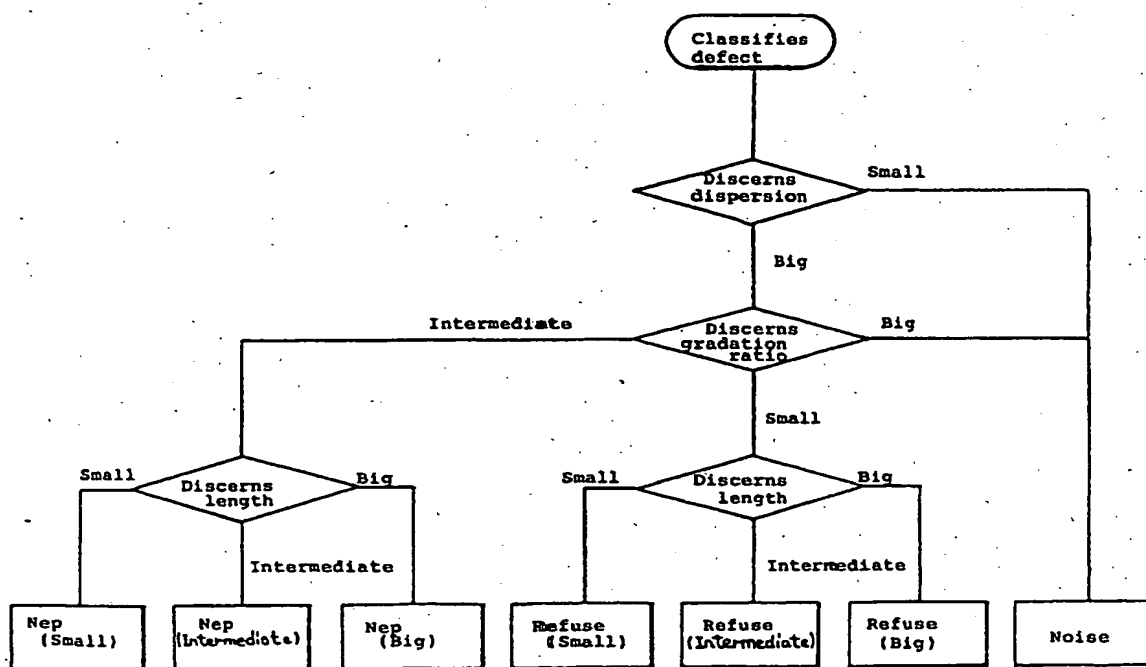 Classifies
defect
Discerns
dispersion
Small
Big
Intermediate
Discerns
gradation
ratio
Big
Small
Small
Discerns
length
Big
Intermediate
Small
Discerns
length
Big
Intermediate
Nep
(Small)
Nep
(Intermediate)
Nep
(Big)
Refuse
(Small)
Refuse
(Intermediate)
Refuse
(Big)
Noise